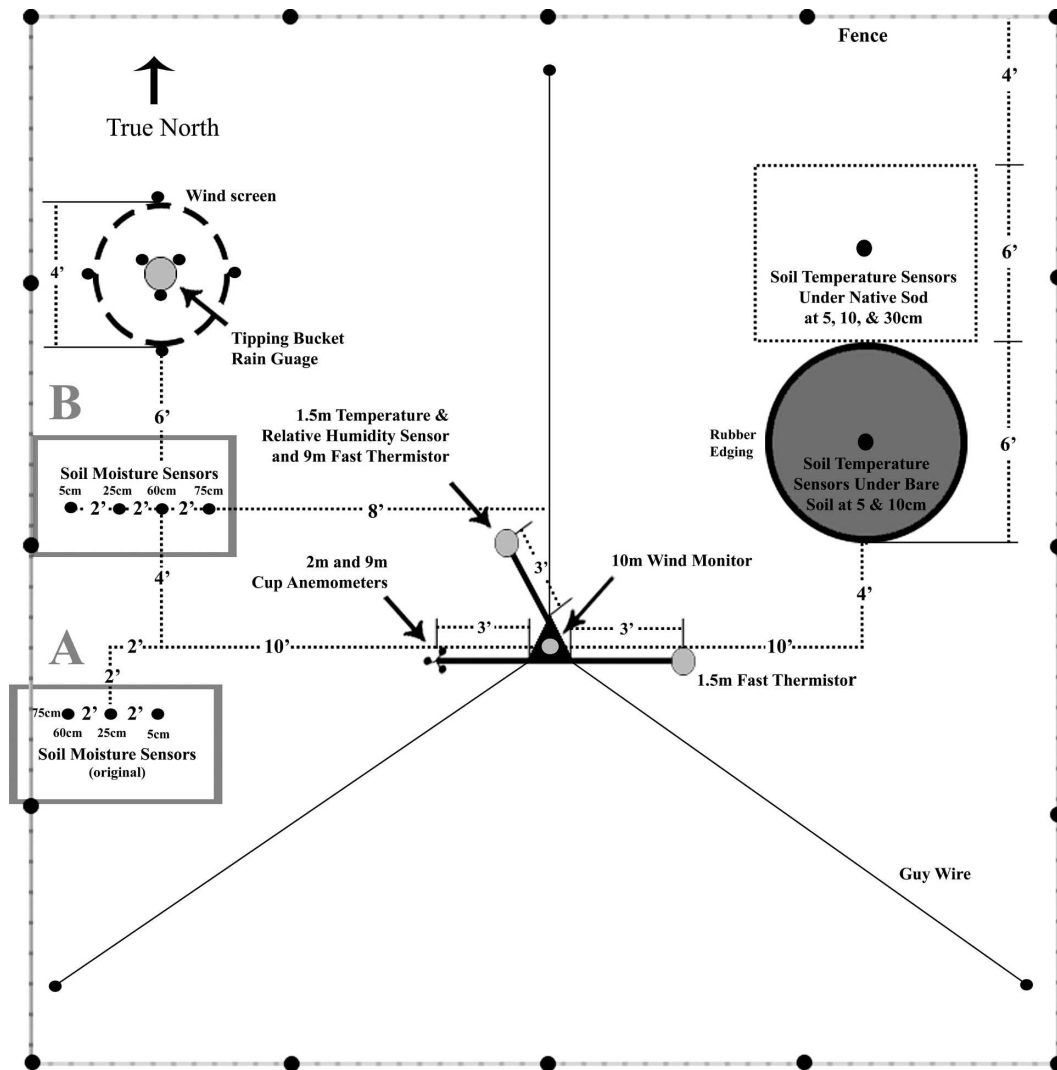 Fence
4'
True North
Wind screen
4'
6'
Soil Temperature Sensors
Under Native Sod
at 5, 10, & 30cm
Tipping Bucket
Rain Guage
B
6'
1.5m Temperature &
Relative Humidity Sensor
and 9m Fast Thermistor
Rubber
Edging
6'
Soil Temperature
Sensors Under Bare
Soil at 5 & 10cm
Soil Moisture Sensors
5cm 25cm 60cm 75cm
2' 2' 2'
8'
4'
2m and 9m
Cup Anemometers
3'
10m Wind Monitor
4'
A
2'
10'
3'
3'
10'
2'
1.5m Fast Thermistor
75cm 2' 2'
60cm 25cm 5cm
Soil Moisture Sensors
(original)
Guy Wire